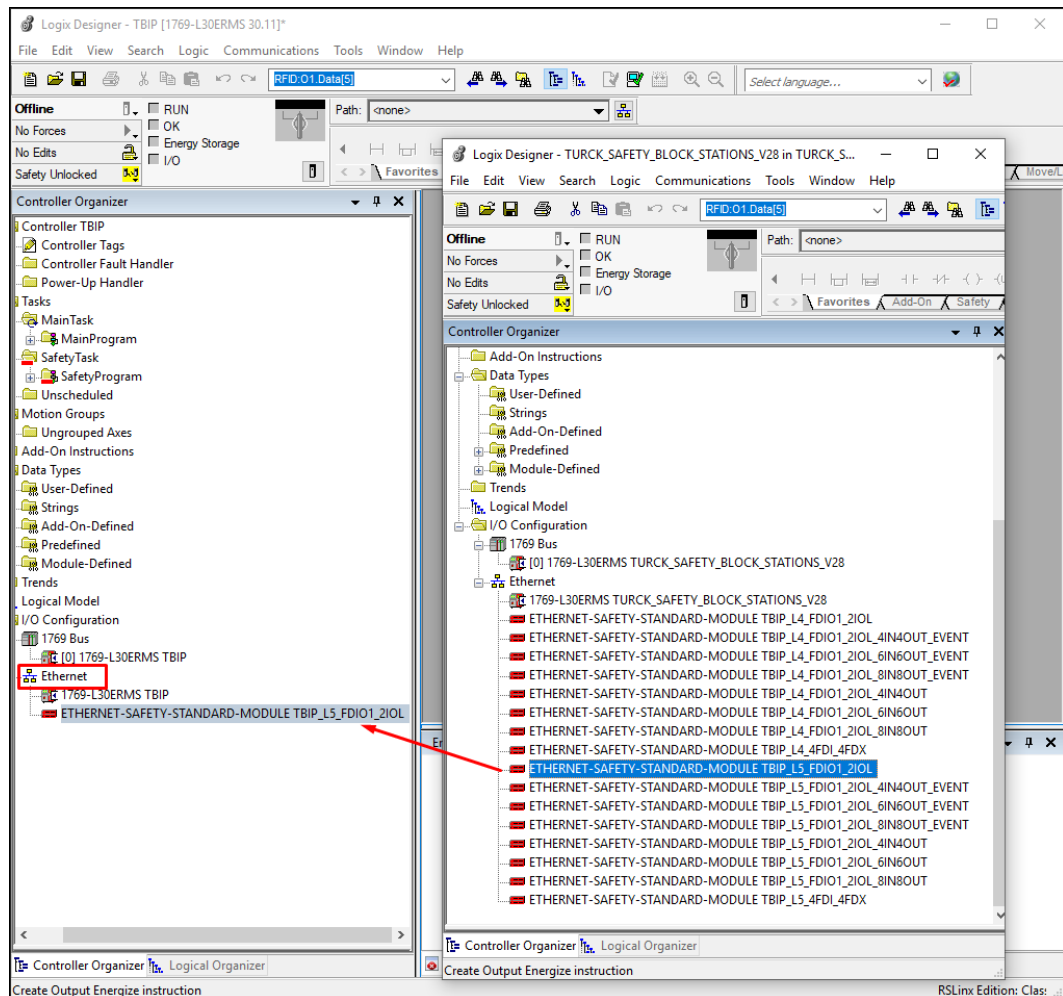 Logix Designer - TBIP [1769-L30ERMS 30.11]*
File Edit View Search Logic Communications Tools Window Help
RFID:O1.Data[5]
Select language...
Offline
RUN
Path: <none>
No Forces
OK
Energy Storage
No Edits
I/O
Safety Unlocked
Favorites
Move/L
Controller Organizer
Controller TBIP
Controller Tags
Controller Fault Handler
Power-Up Handler
Tasks
MainTask
MainProgram
SafetyTask
SafetyProgram
Unscheduled
Motion Groups
Ungrouped Axes
Add-On Instructions
Data Types
User-Defined
Strings
Add-On-Defined
Predefined
Module-Defined
Trends
Logical Model
I/O Configuration
1769 Bus
[0] 1769-L30ERMS TBIP
Ethernet
1769-L30ERMS TBIP
ETHERNET-SAFETY-STANDARD-MODULE TBIP_L5_FDIO1_2IOL
Controller Organizer Logical Organizer
Create Output Energize instruction
RSLinx Edition: Clas
Logix Designer - TURCK_SAFETY_BLOCK_STATIONS_V28 in TURCK_S...
File Edit View Search Logic Communications Tools Window Help
RFID:O1.Data[5]
Offline
RUN
Path: <none>
No Forces
OK
Energy Storage
No Edits
I/O
Safety Unlocked
Favorites Add-On Safety
Controller Organizer
Add-On Instructions
Data Types
User-Defined
Strings
Add-On-Defined
Predefined
Module-Defined
Trends
Logical Model
I/O Configuration
1769 Bus
[0] 1769-L30ERMS TURCK_SAFETY_BLOCK_STATIONS_V28
Ethernet
1769-L30ERMS TURCK_SAFETY_BLOCK_STATIONS_V28
ETHERNET-SAFETY-STANDARD-MODULE TBIP_L4_FDIO1_2IOL
ETHERNET-SAFETY-STANDARD-MODULE TBIP_L4_FDIO1_2IOL_4IN4OUT_EVENT
ETHERNET-SAFETY-STANDARD-MODULE TBIP_L4_FDIO1_2IOL_6IN6OUT_EVENT
ETHERNET-SAFETY-STANDARD-MODULE TBIP_L4_FDIO1_2IOL_8IN8OUT_EVENT
ETHERNET-SAFETY-STANDARD-MODULE TBIP_L4_FDIO1_2IOL_4IN4OUT
ETHERNET-SAFETY-STANDARD-MODULE TBIP_L4_FDIO1_2IOL_6IN6OUT
ETHERNET-SAFETY-STANDARD-MODULE TBIP_L4_FDIO1_2IOL_8IN8OUT
ETHERNET-SAFETY-STANDARD-MODULE TBIP_L4_4FDI_4FDX
ETHERNET-SAFETY-STANDARD-MODULE TBIP_L5_FDIO1_2IOL
ETHERNET-SAFETY-STANDARD-MODULE TBIP_L5_FDIO1_2IOL_4IN4OUT_EVENT
ETHERNET-SAFETY-STANDARD-MODULE TBIP_L5_FDIO1_2IOL_6IN6OUT_EVENT
ETHERNET-SAFETY-STANDARD-MODULE TBIP_L5_FDIO1_2IOL_8IN8OUT_EVENT
ETHERNET-SAFETY-STANDARD-MODULE TBIP_L5_FDIO1_2IOL_4IN4OUT
ETHERNET-SAFETY-STANDARD-MODULE TBIP_L5_FDIO1_2IOL_6IN6OUT
ETHERNET-SAFETY-STANDARD-MODULE TBIP_L5_FDIO1_2IOL_8IN8OUT
ETHERNET-SAFETY-STANDARD-MODULE TBIP_L5_4FDI_4FDX
Controller Organizer Logical Organizer
Create Output Energize instruction